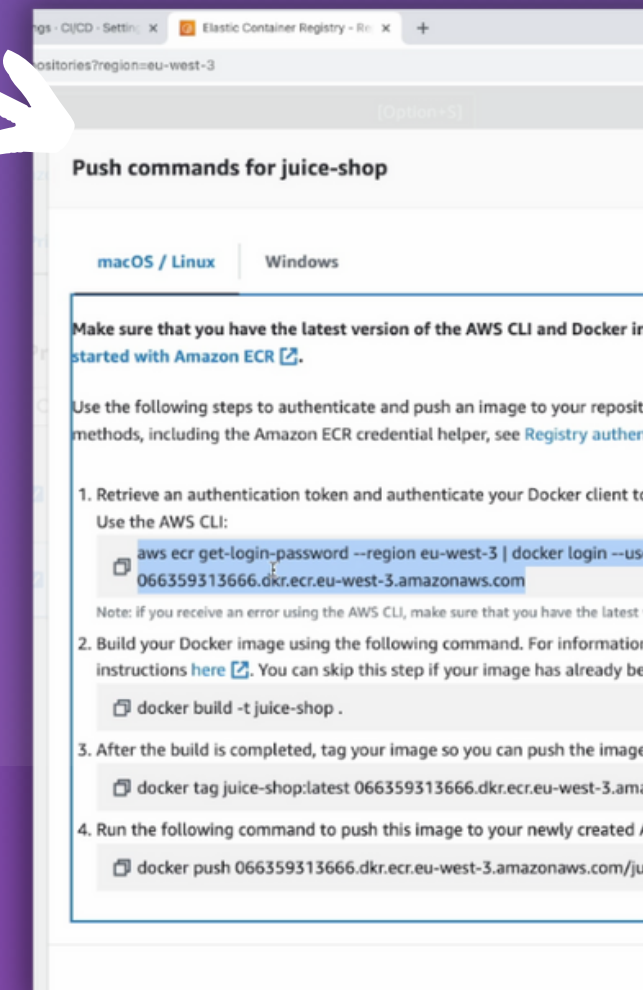 ngs · CI/CD · Settin
Elastic Container Registry - Re
ositories?region=eu-west-3
[Option+S]
Push commands for juice-shop
macOS / Linux
Windows
Make sure that you have the latest version of the AWS CLI and Docker in
started with Amazon ECR
Use the following steps to authenticate and push an image to your reposit
methods, including the Amazon ECR credential helper, see Registry authen
1. Retrieve an authentication token and authenticate your Docker client to
Use the AWS CLI:
aws ecr get-login-password --region eu-west-3 | docker login --use
066359313666.dkr.ecr.eu-west-3.amazonaws.com
Note: if you receive an error using the AWS CLI, make sure that you have the latest
2. Build your Docker image using the following command. For information
instructions here . You can skip this step if your image has already be
docker build -t juice-shop .
3. After the build is completed, tag your image so you can push the image
docker tag juice-shop:latest 066359313666.dkr.ecr.eu-west-3.ama
4. Run the following command to push this image to your newly created A
docker push 066359313666.dkr.ecr.eu-west-3.amazonaws.com/ju